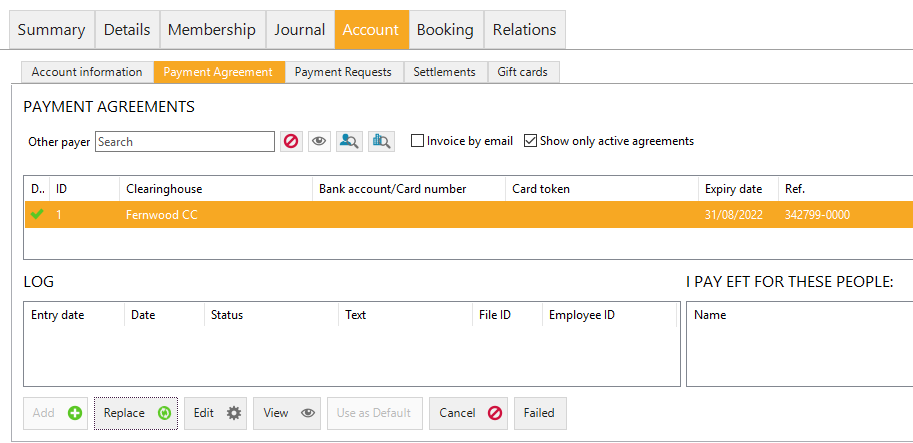 Summary Details Membership Journal Account Booking Relations
Account information Payment Agreement Payment Requests Settlements Gift cards
PAYMENT AGREEMENTS
Other payer Search Invoice by email Show only active agreements
D.. ID Clearinghouse Bank account/Card number Card token Expiry date Ref.
1 Fernwood CC 31/08/2022 342799-0000
LOG I PAY EFT FOR THESE PEOPLE:
Entry date Date Status Text File ID Employee ID Name
Add Replace Edit View Use as Default Cancel Failed